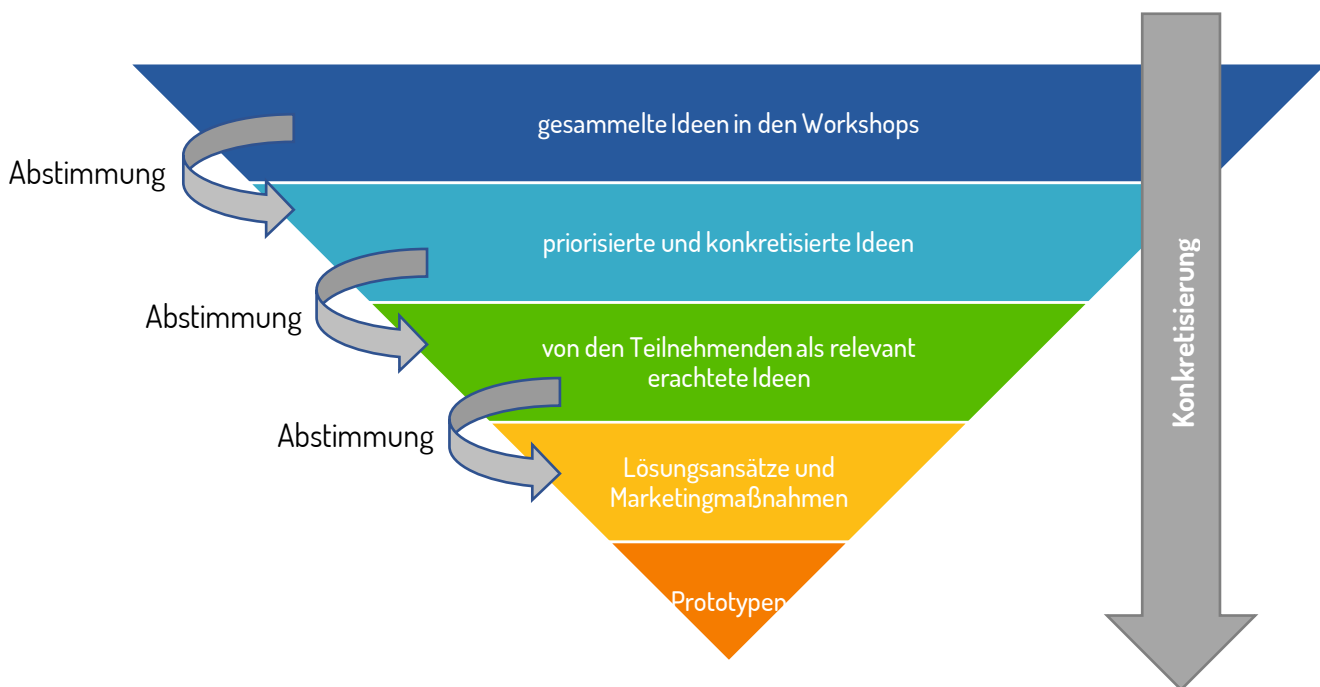 gesammelte Ideen in den Workshops
Abstimmung
priorisierte und konkretisierte Ideen
Abstimmung
von den Teilnehmenden als relevant
erachtete Ideen
Abstimmung
Lösungsansätze und
Marketingmaßnahmen
Prototypen
Konkretisierung